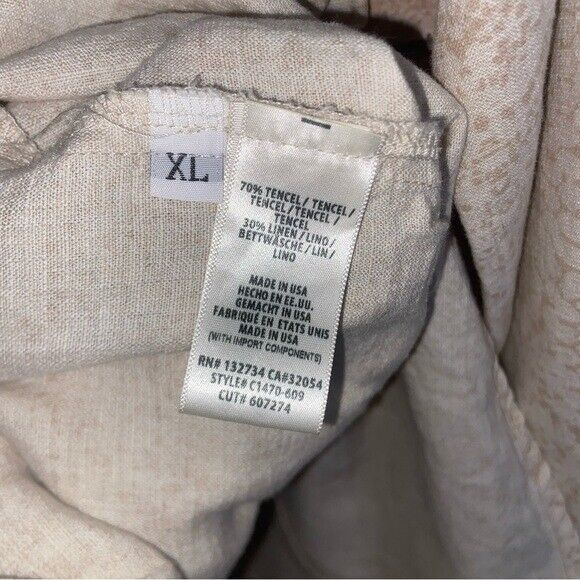 XL
70% TENCEL / TENCEL /
TENCEL / TENCEL /
TENCEL
30% LINEN / LINO /
BETTWÄSCHE / LIN /
LINO
MADE IN USA
HECHO EN EE.UU.
GEMACHT IN USA
FABRIQUÉ EN ETATS UNIS
MADE IN USA
(WITH IMPORT COMPONENTS)
RN# 132734 CA#32054
STYLE# C1470-609
CUT# 607274